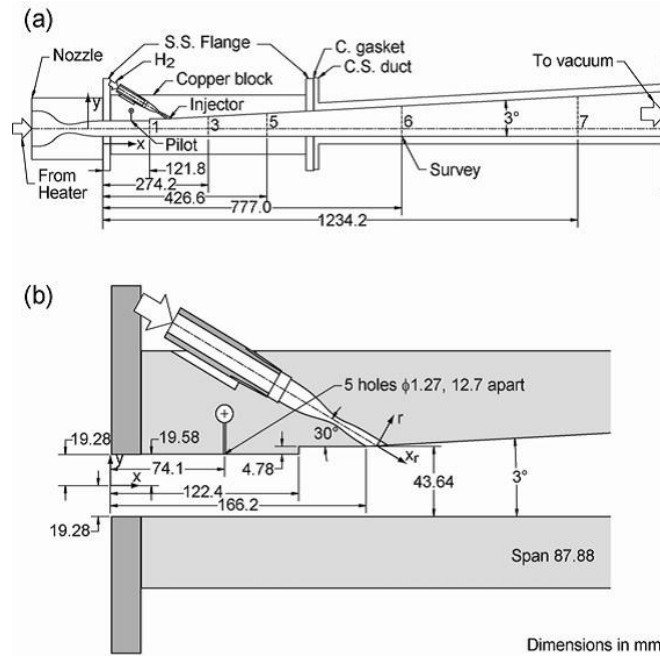 (a)
Nozzle
S.S. Flange
H2
Copper block
C. gasket
C.S. duct
To vacuum
Injector
y
1
3
5
6
3°
7
x
Pilot
From Heater
Survey
121.8
274.2
426.6
777.0
1234.2
(b)
5 holes ϕ1.27, 12.7 apart
r
30°
xr
19.28
19.58
y
74.1
4.78
x
122.4
43.64
3°
166.2
19.28
Span 87.88
Dimensions in mm